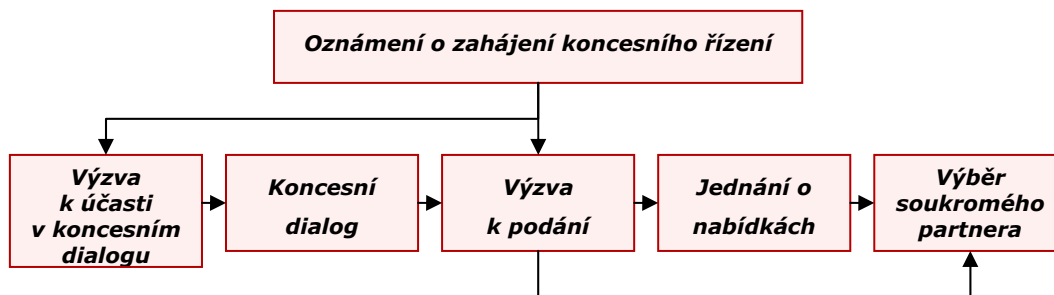 Oznámení o zahájení koncesního řízení
Výzva
k účasti
v koncesním
dialogu
Koncesní
dialog
Výzva
k podání
Jednání o
nabídkách
Výběr
soukromého
partnera